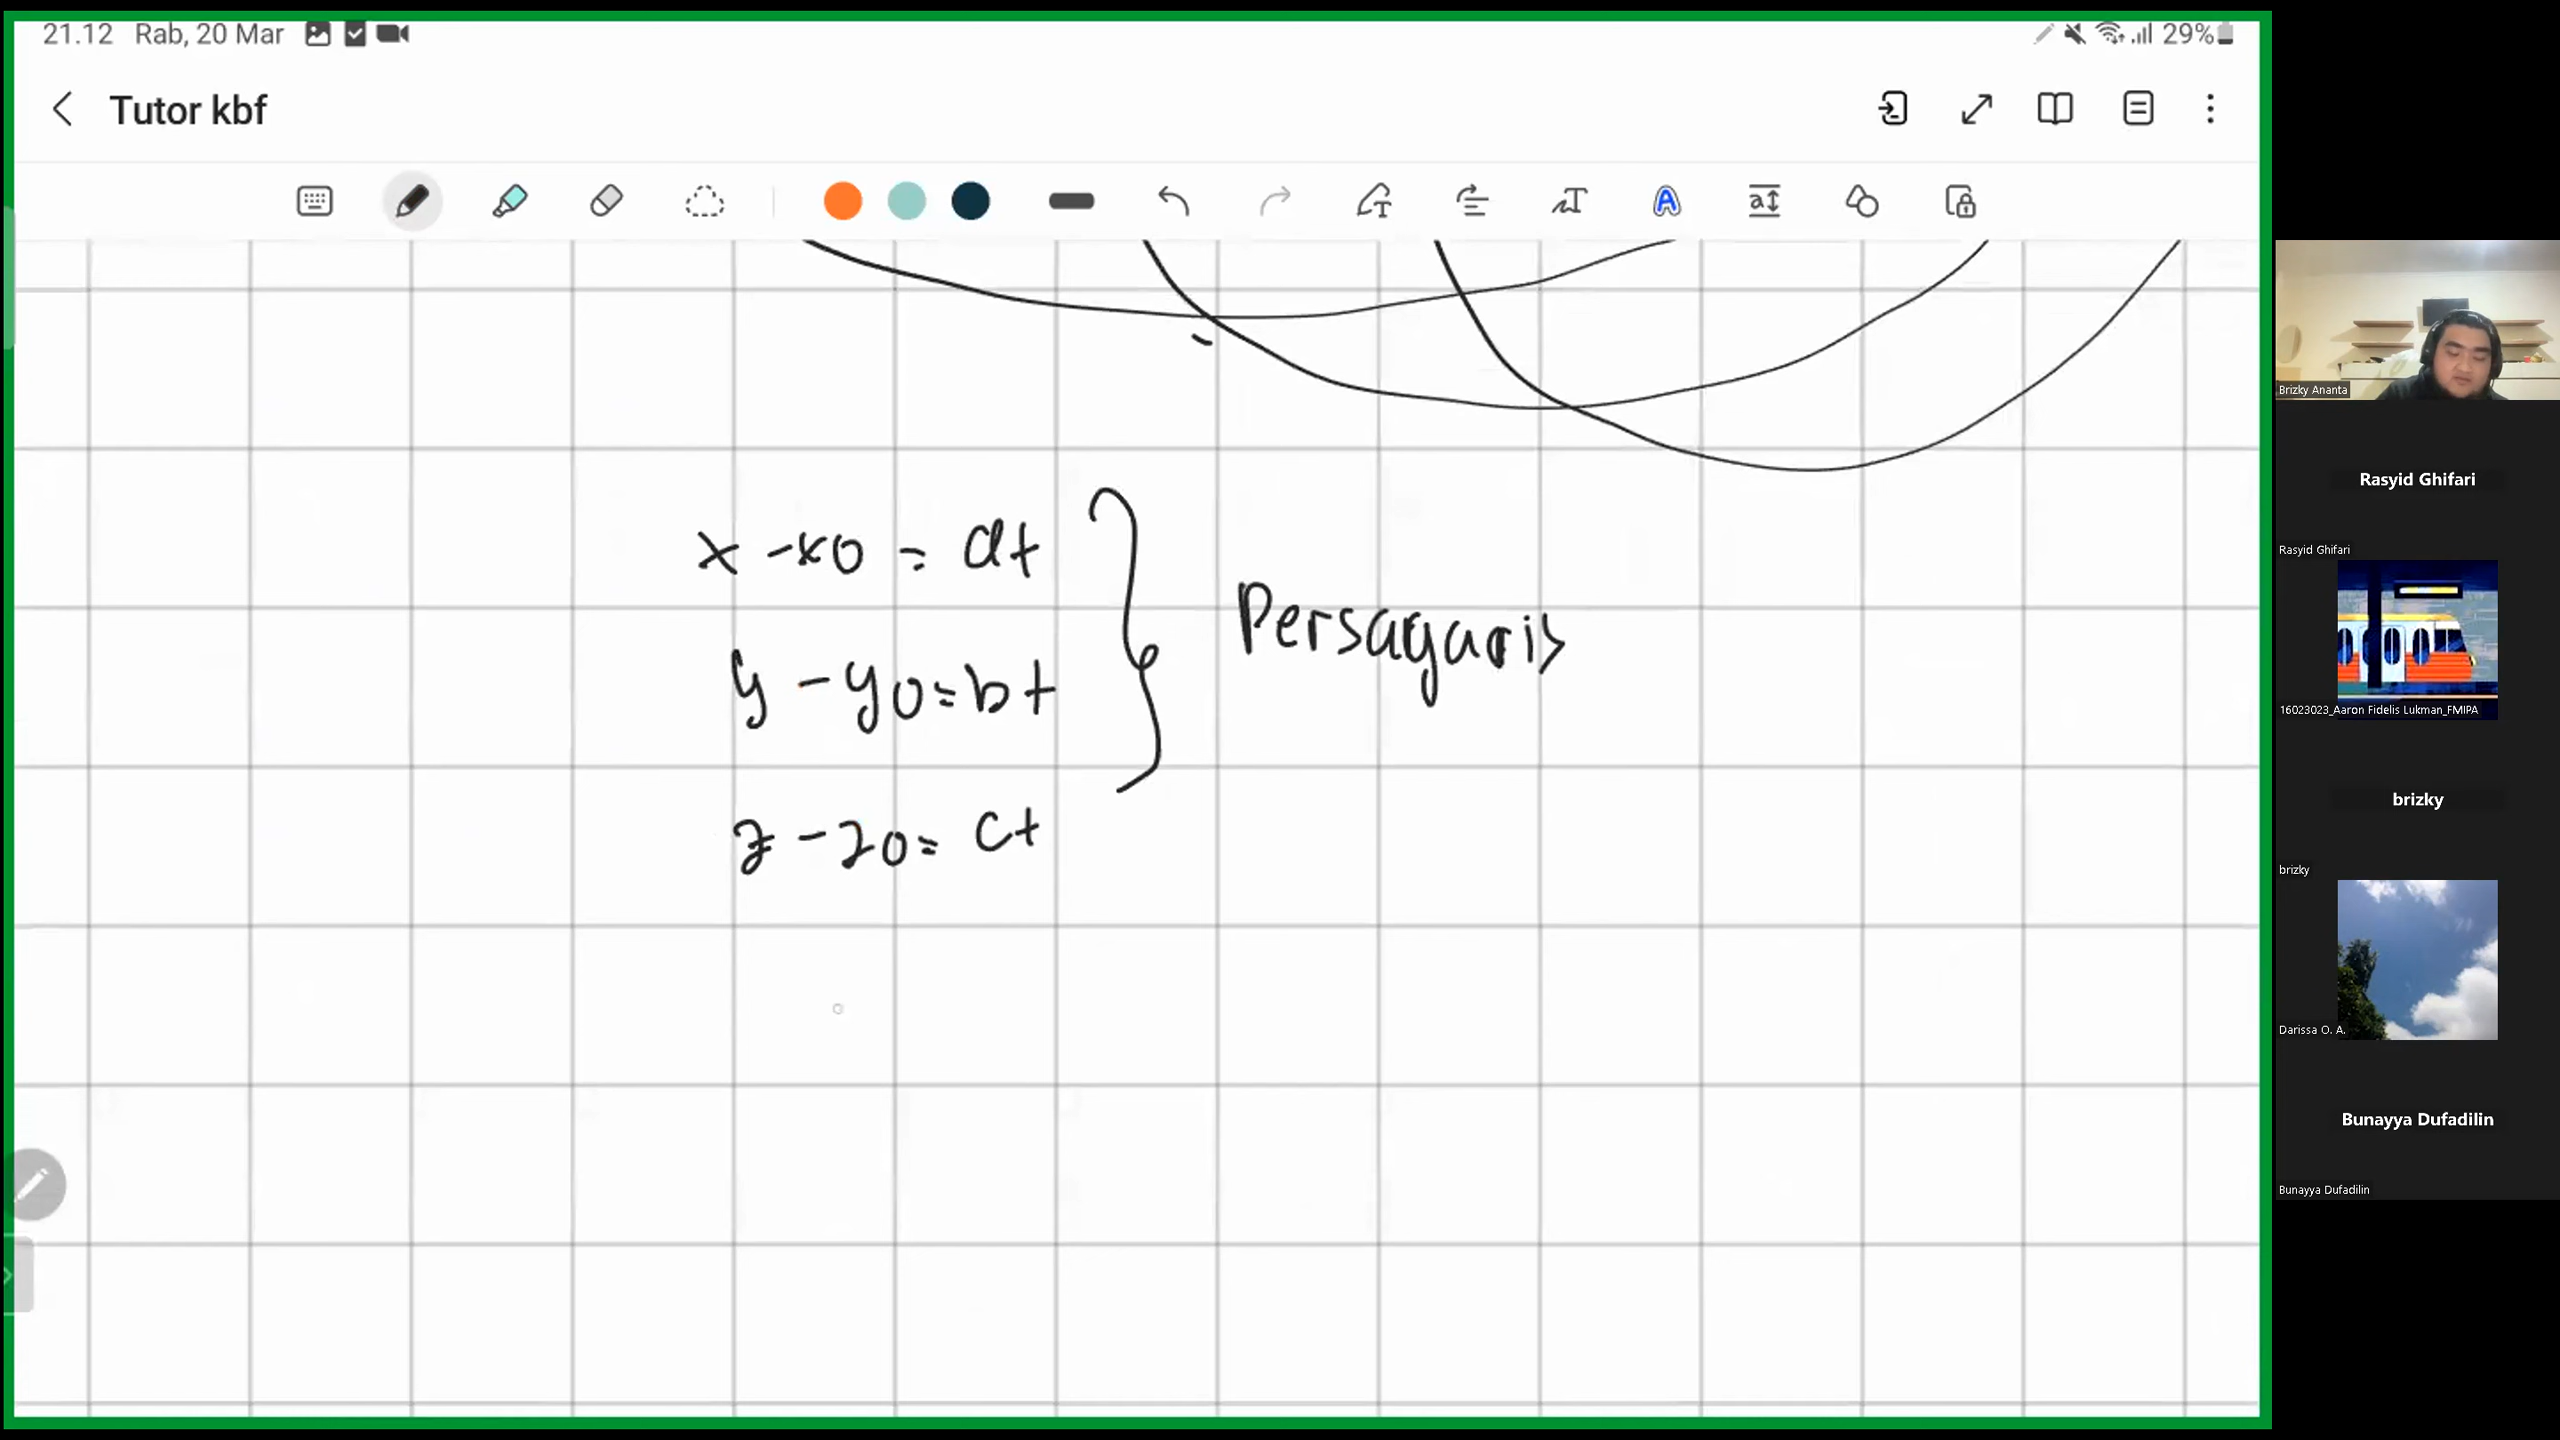 21.12 Rab, 20 Mar
29%
Tutor kbf
x - x0 = at
y - y0 = bt
z - z0 = ct
Persagaris
Brizky Ananta
Rasyid Ghifari
Rasyid Ghifari
16023023_Aaron Fidelis Lukman_FMIPA
brizky
brizky
Darissa O. A.
Bunayya Dufadilin
Bunayya Dufadilin